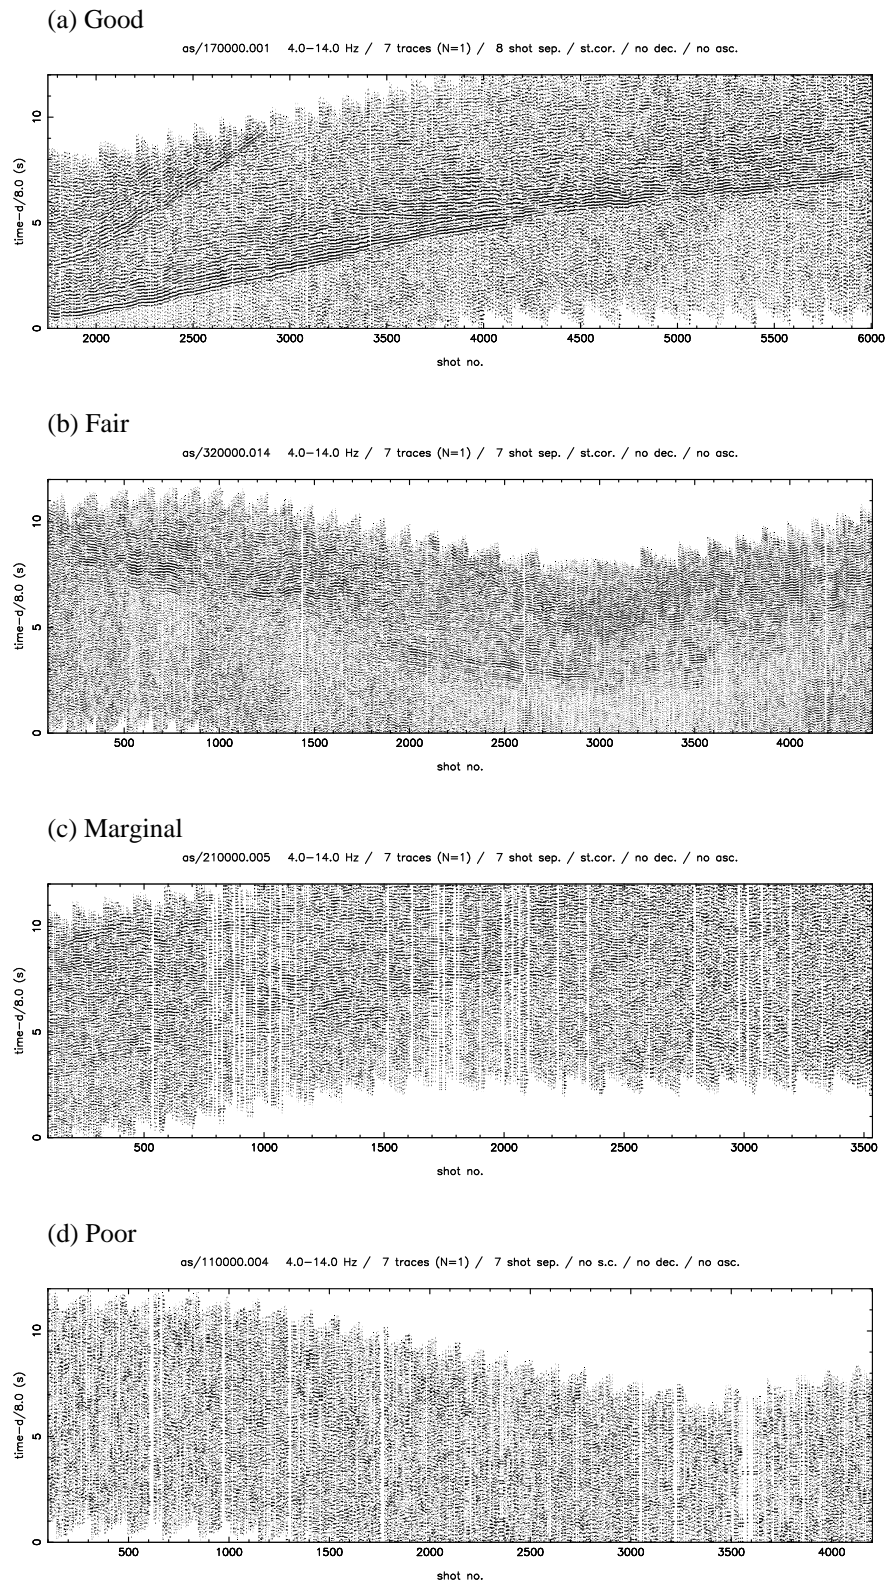 (a) Good
as/170000.001 4.0-14.0 Hz / 7 traces (N=1) / 8 shot sep. / st.cor. / no dec. / no asc.
10
5
0
time-d/8.0 (s)
2000 2500 3000 3500 4000 4500 5000 5500 6000
shot no.
(b) Fair
as/320000.014 4.0-14.0 Hz / 7 traces (N=1) / 7 shot sep. / st.cor. / no dec. / no asc.
10
5
0
time-d/8.0 (s)
500 1000 1500 2000 2500 3000 3500 4000
shot no.
(c) Marginal
as/210000.005 4.0-14.0 Hz / 7 traces (N=1) / 7 shot sep. / st.cor. / no dec. / no asc.
10
5
0
time-d/8.0 (s)
500 1000 1500 2000 2500 3000 3500
shot no.
(d) Poor
as/110000.004 4.0-14.0 Hz / 7 traces (N=1) / 7 shot sep. / no s.c. / no dec. / no asc.
10
5
0
time-d/8.0 (s)
500 1000 1500 2000 2500 3000 3500 4000
shot no.